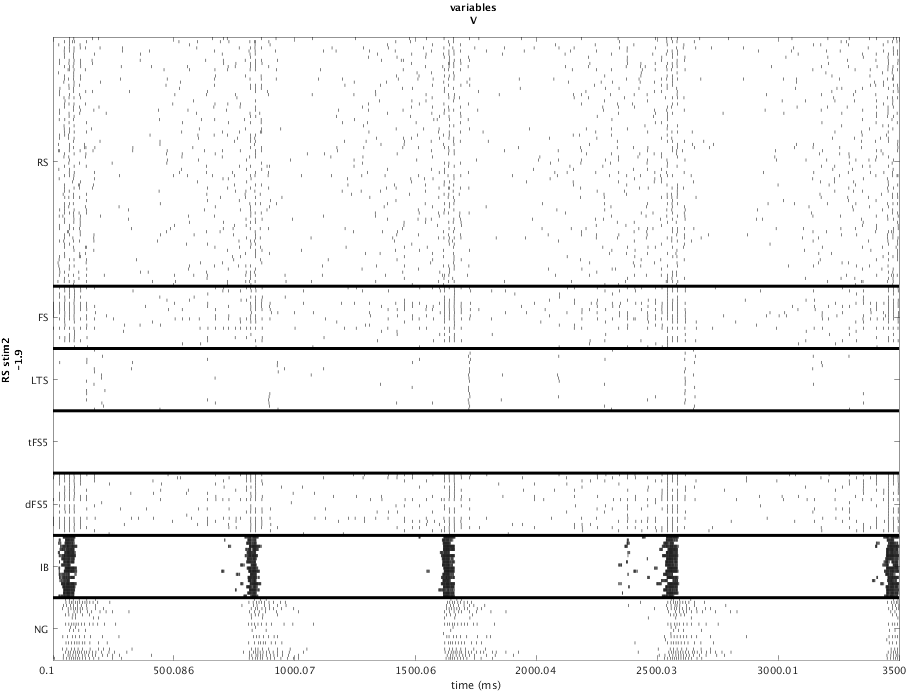 variables
V
RS stim2
-1.9
RS
FS
LTS
tFS5
dFS5
IB
NG
0.1 500.086 1000.07 1500.06 2000.04 2500.03 3000.01 3500
time (ms)